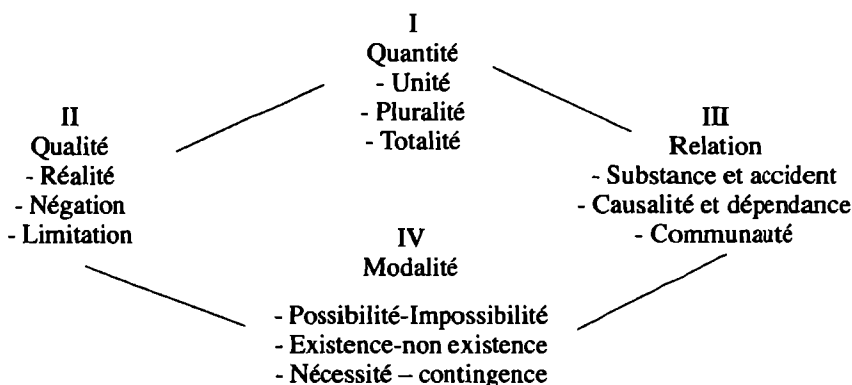 I
Quantité
- Unité
- Pluralité
- Totalité
II
Qualité
- Réalité
- Négation
- Limitation
III
Relation
- Substance et accident
- Causalité et dépendance
- Communauté
IV
Modalité
- Possibilité-Impossibilité
- Existence-non existence
- Nécessité – contingence